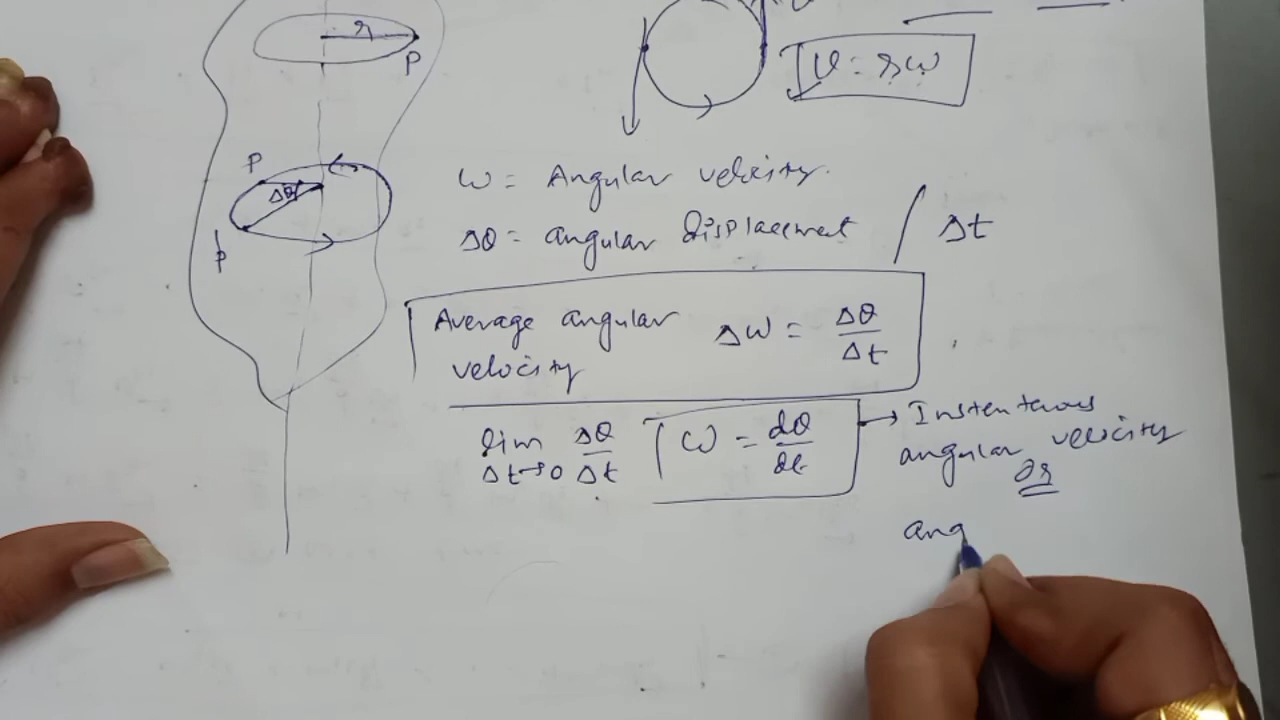 r
P
v = rω
P
Δθ
p
ω = Angular velocity.
Δθ = angular displacement / Δt
Average angular velocity Δω = Δθ/Δt
lim Δt→0 Δθ/Δt ω = dθ/dt → Instenterous
angular velocity
or
ang